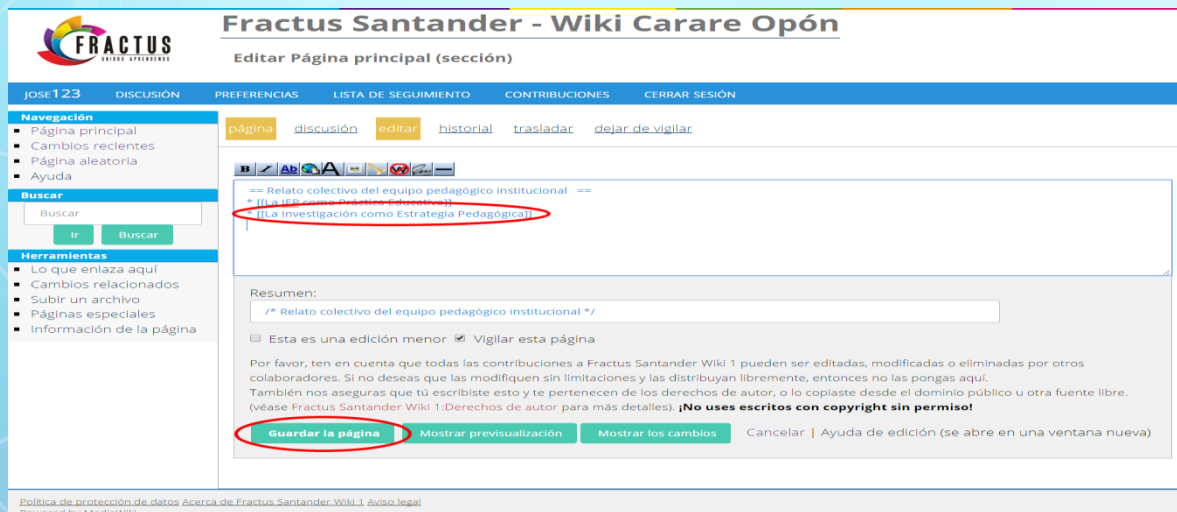 Fractus Santander - Wiki Carare Opón
FRACTUS
UNIDOS APRENDEMOS
Editar Página principal (sección)
JOSE123 DISCUSIÓN PREFERENCIAS LISTA DE SEGUIMIENTO CONTRIBUCIONES CERRAR SESIÓN
Navegación
Página principal
Cambios recientes
Página aleatoria
Ayuda
Buscar
Buscar
Ir Buscar
Herramientas
Lo que enlaza aquí
Cambios relacionados
Subir un archivo
Páginas especiales
Información de la página
página discusión editar historial trasladar dejar de vigilar
B Ab A W
== Relato colectivo del equipo pedagógico institucional ==
* [[La IEP como Práctica Educativa]]
* [[La Investigación como Estrategia Pedagógica]]
Resumen:
/* Relato colectivo del equipo pedagógico institucional */
Esta es una edición menor Vigilar esta página
Por favor, ten en cuenta que todas las contribuciones a Fractus Santander Wiki 1 pueden ser editadas, modificadas o eliminadas por otros
colaboradores. Si no deseas que las modifiquen sin limitaciones y las distribuyan libremente, entonces no las pongas aquí.
También nos aseguras que tú escribiste esto y te pertenecen de los derechos de autor, o lo copiaste desde el dominio público u otra fuente libre.
(véase Fractus Santander Wiki 1:Derechos de autor para más detalles). ¡No uses escritos con copyright sin permiso!
Guardar la página Mostrar previsualización Mostrar los cambios Cancelar | Ayuda de edición (se abre en una ventana nueva)
Política de protección de datos Acerca de Fractus Santander Wiki 1 Aviso legal
Powered by MediaWiki